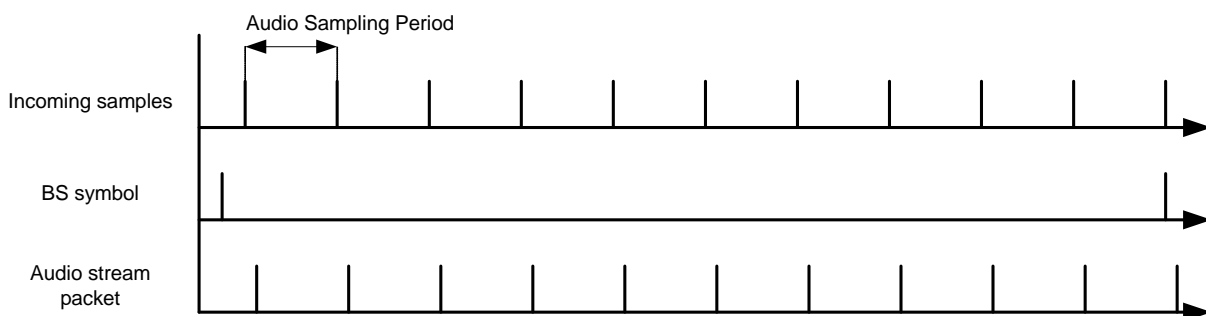 Audio Sampling Period
Incoming samples
BS symbol
Audio stream
packet